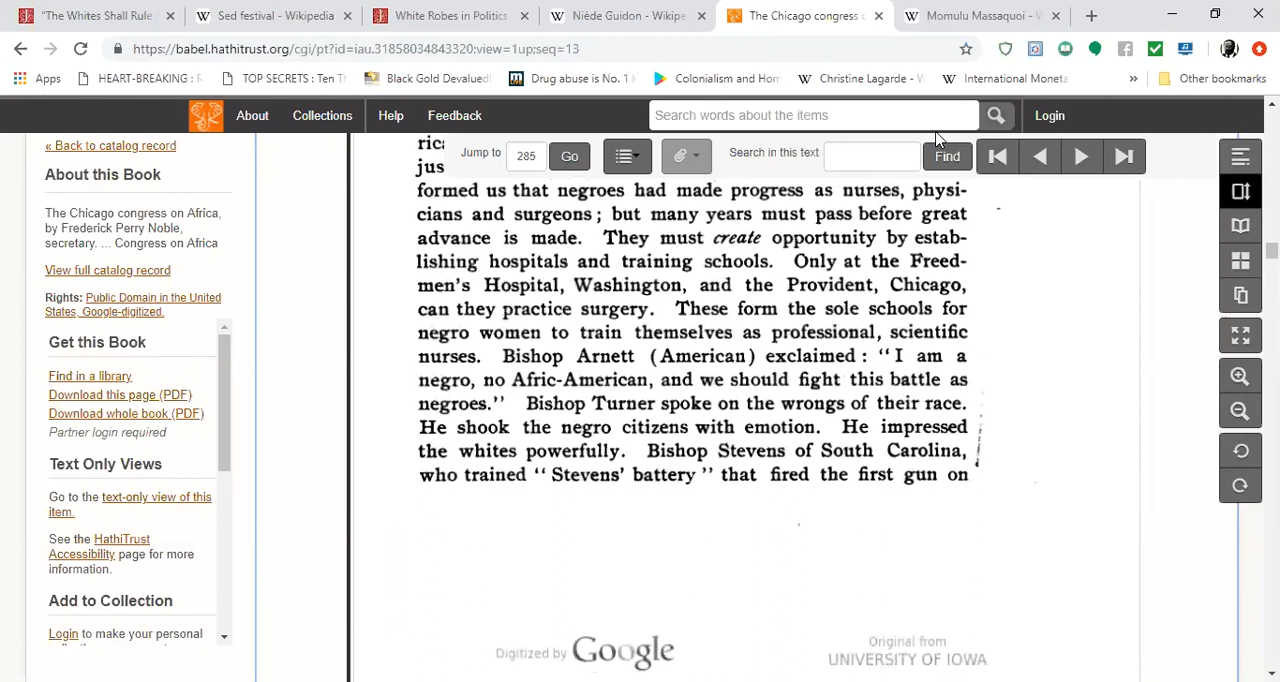 "The Whites Shall Rule
Sed festival - Wikipedia
White Robes in Politics
Niède Guidon - Wikipe
The Chicago congress o
Momulu Massaquoi - W
https://babel.hathitrust.org/cgi/pt?id=iau.31858034843320;view=1up;seq=13
Apps
HEART-BREAKING : R
TOP SECRETS : Ten Th
Black Gold Devalued
Drug abuse is No. 1 k
Colonialism and Hom
Christine Lagarde - W
International Moneta
»
Other bookmarks
About
Collections
Help
Feedback
Search words about the items
Login
Jump to
285
Go
Search in this text
Find
« Back to catalog record
About this Book
The Chicago congress on Africa,
by Frederick Perry Noble,
secretary. ... Congress on Africa
View full catalog record
Rights: Public Domain in the United
States, Google-digitized.
Get this Book
Find in a library
Download this page (PDF)
Download whole book (PDF)
Partner login required
Text Only Views
Go to the text-only view of this
item.
See the HathiTrust
Accessibility page for more
information.
Add to Collection
Login to make your personal
rica
jus
formed us that negroes had made progress as nurses, physi-
cians and surgeons ; but many years must pass before great
advance is made. They must create opportunity by estab-
lishing hospitals and training schools. Only at the Freed-
men's Hospital, Washington, and the Provident, Chicago,
can they practice surgery. These form the sole schools for
negro women to train themselves as professional, scientific
nurses. Bishop Arnett (American) exclaimed : "I am a
negro, no Afric-American, and we should fight this battle as
negroes." Bishop Turner spoke on the wrongs of their race.
He shook the negro citizens with emotion. He impressed
the whites powerfully. Bishop Stevens of South Carolina,
who trained "Stevens' battery" that fired the first gun on
Digitized by Google
Original from
UNIVERSITY OF IOWA